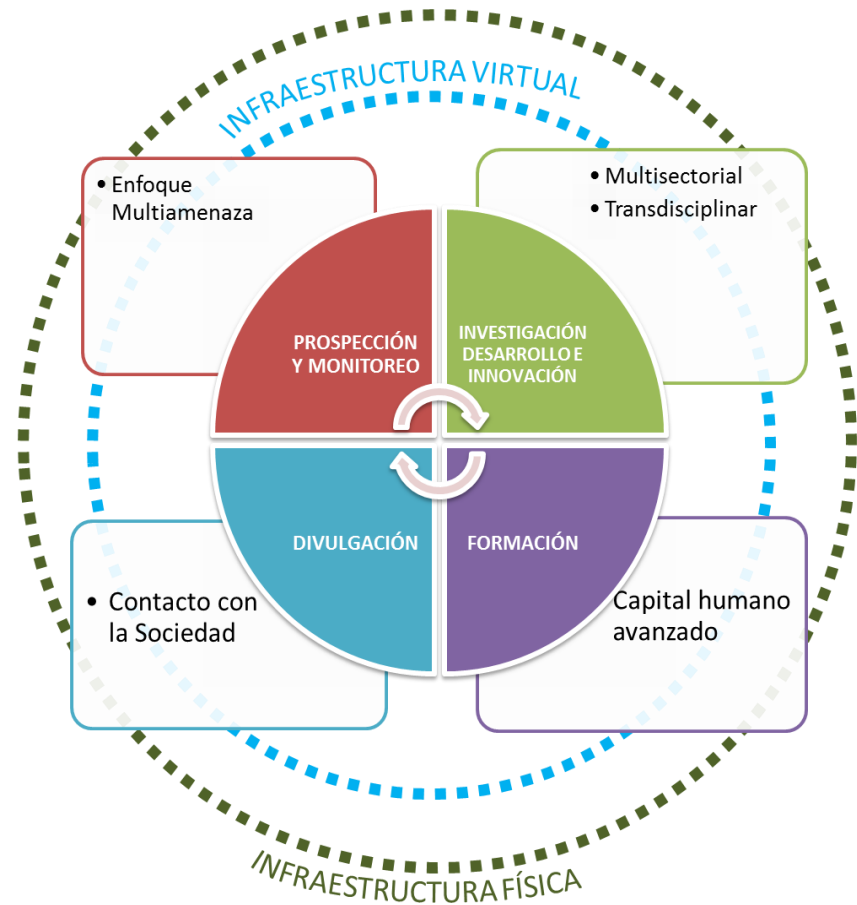 INFRAESTRUCTURA VIRTUAL
• Enfoque
Multiamenaza
• Multisectorial
• Transdisciplinar
PROSPECCIÓN
Y MONITOREO
INVESTIGACIÓN
DESARROLLO E
INNOVACIÓN
DIVULGACIÓN
FORMACIÓN
• Contacto con
la Sociedad
Capital humano
avanzado
INFRAESTRUCTURA FÍSICA